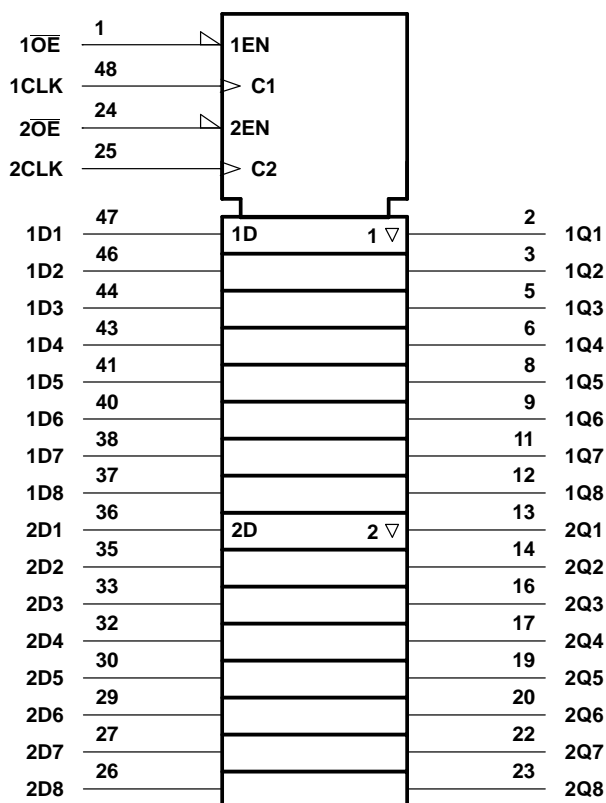 1O̅E̅ 1 1EN
1CLK 48 C1
2O̅E̅ 24 2EN
2CLK 25 C2
1D1 47 1D 1 ▽ 2 1Q1
1D2 46 3 1Q2
1D3 44 5 1Q3
1D4 43 6 1Q4
1D5 41 8 1Q5
1D6 40 9 1Q6
1D7 38 11 1Q7
1D8 37 12 1Q8
2D1 36 2D 2 ▽ 13 2Q1
2D2 35 14 2Q2
2D3 33 16 2Q3
2D4 32 17 2Q4
2D5 30 19 2Q5
2D6 29 20 2Q6
2D7 27 22 2Q7
2D8 26 23 2Q8